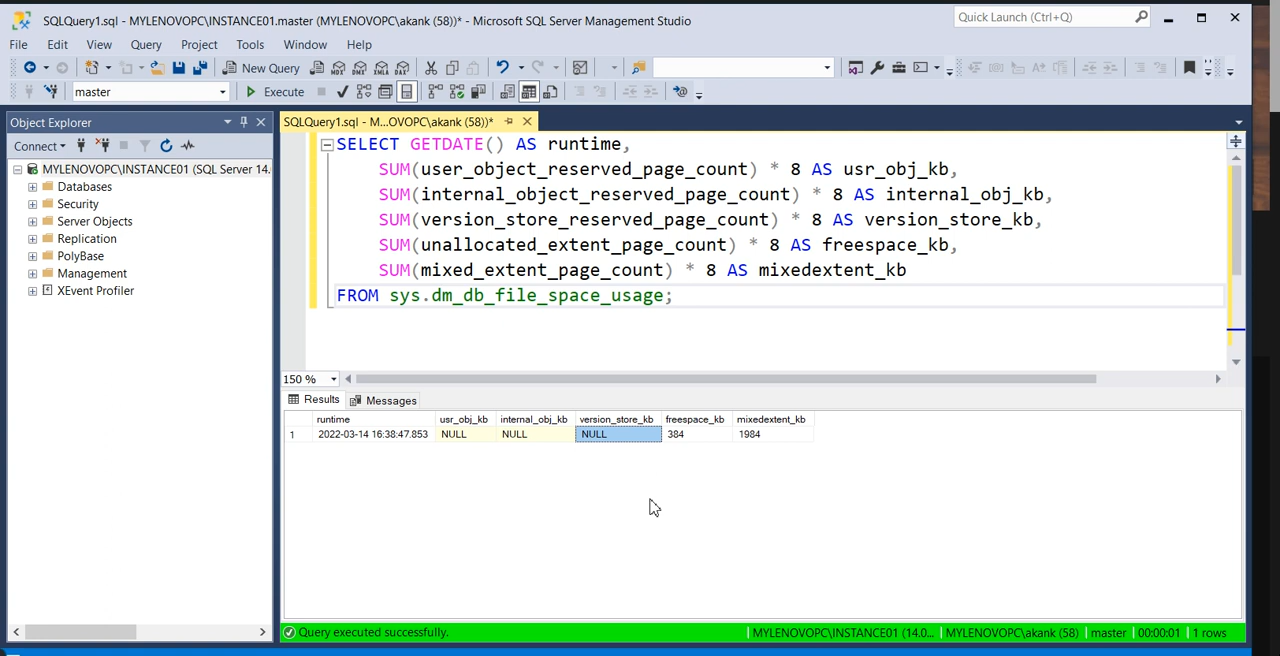 SQLQuery1.sql - MYLENOVOPC\INSTANCE01.master (MYLENOVOPC\akank (58))* - Microsoft SQL Server Management Studio
Quick Launch (Ctrl+Q)
File Edit View Query Project Tools Window Help
New Query
MDX DMX XMLA DAX
master
Execute
Object Explorer
SQLQuery1.sql - M...OVOPC\akank (58))*
Connect
MYLENOVOPC\INSTANCE01 (SQL Server 14.
Databases
Security
Server Objects
Replication
PolyBase
Management
XEvent Profiler
SELECT GETDATE() AS runtime,
SUM(user_object_reserved_page_count) * 8 AS usr_obj_kb,
SUM(internal_object_reserved_page_count) * 8 AS internal_obj_kb,
SUM(version_store_reserved_page_count) * 8 AS version_store_kb,
SUM(unallocated_extent_page_count) * 8 AS freespace_kb,
SUM(mixed_extent_page_count) * 8 AS mixedextent_kb
FROM sys.dm_db_file_space_usage;
150 %
Results Messages
runtime usr_obj_kb internal_obj_kb version_store_kb freespace_kb mixedextent_kb
1 2022-03-14 16:38:47.853 NULL NULL NULL 384 1984
Query executed successfully.
MYLENOVOPC\INSTANCE01 (14.0... MYLENOVOPC\akank (58) master 00:00:01 1 rows